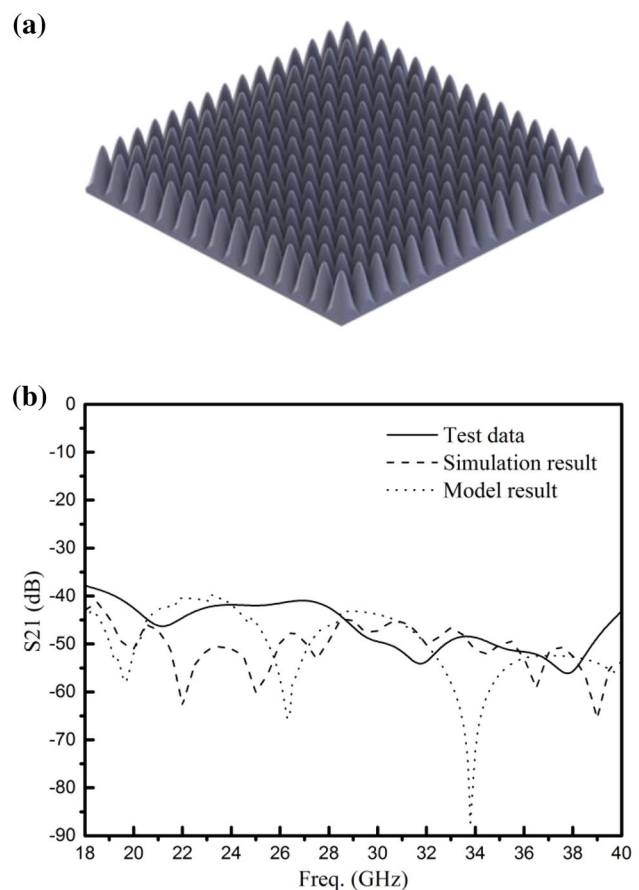 (a)
(b)
0
-10
-20
-30
-40
-50
-60
-70
-80
-90
S21 (dB)
Test data
Simulation result
Model result
18 20 22 24 26 28 30 32 34 36 38 40
Freq. (GHz)